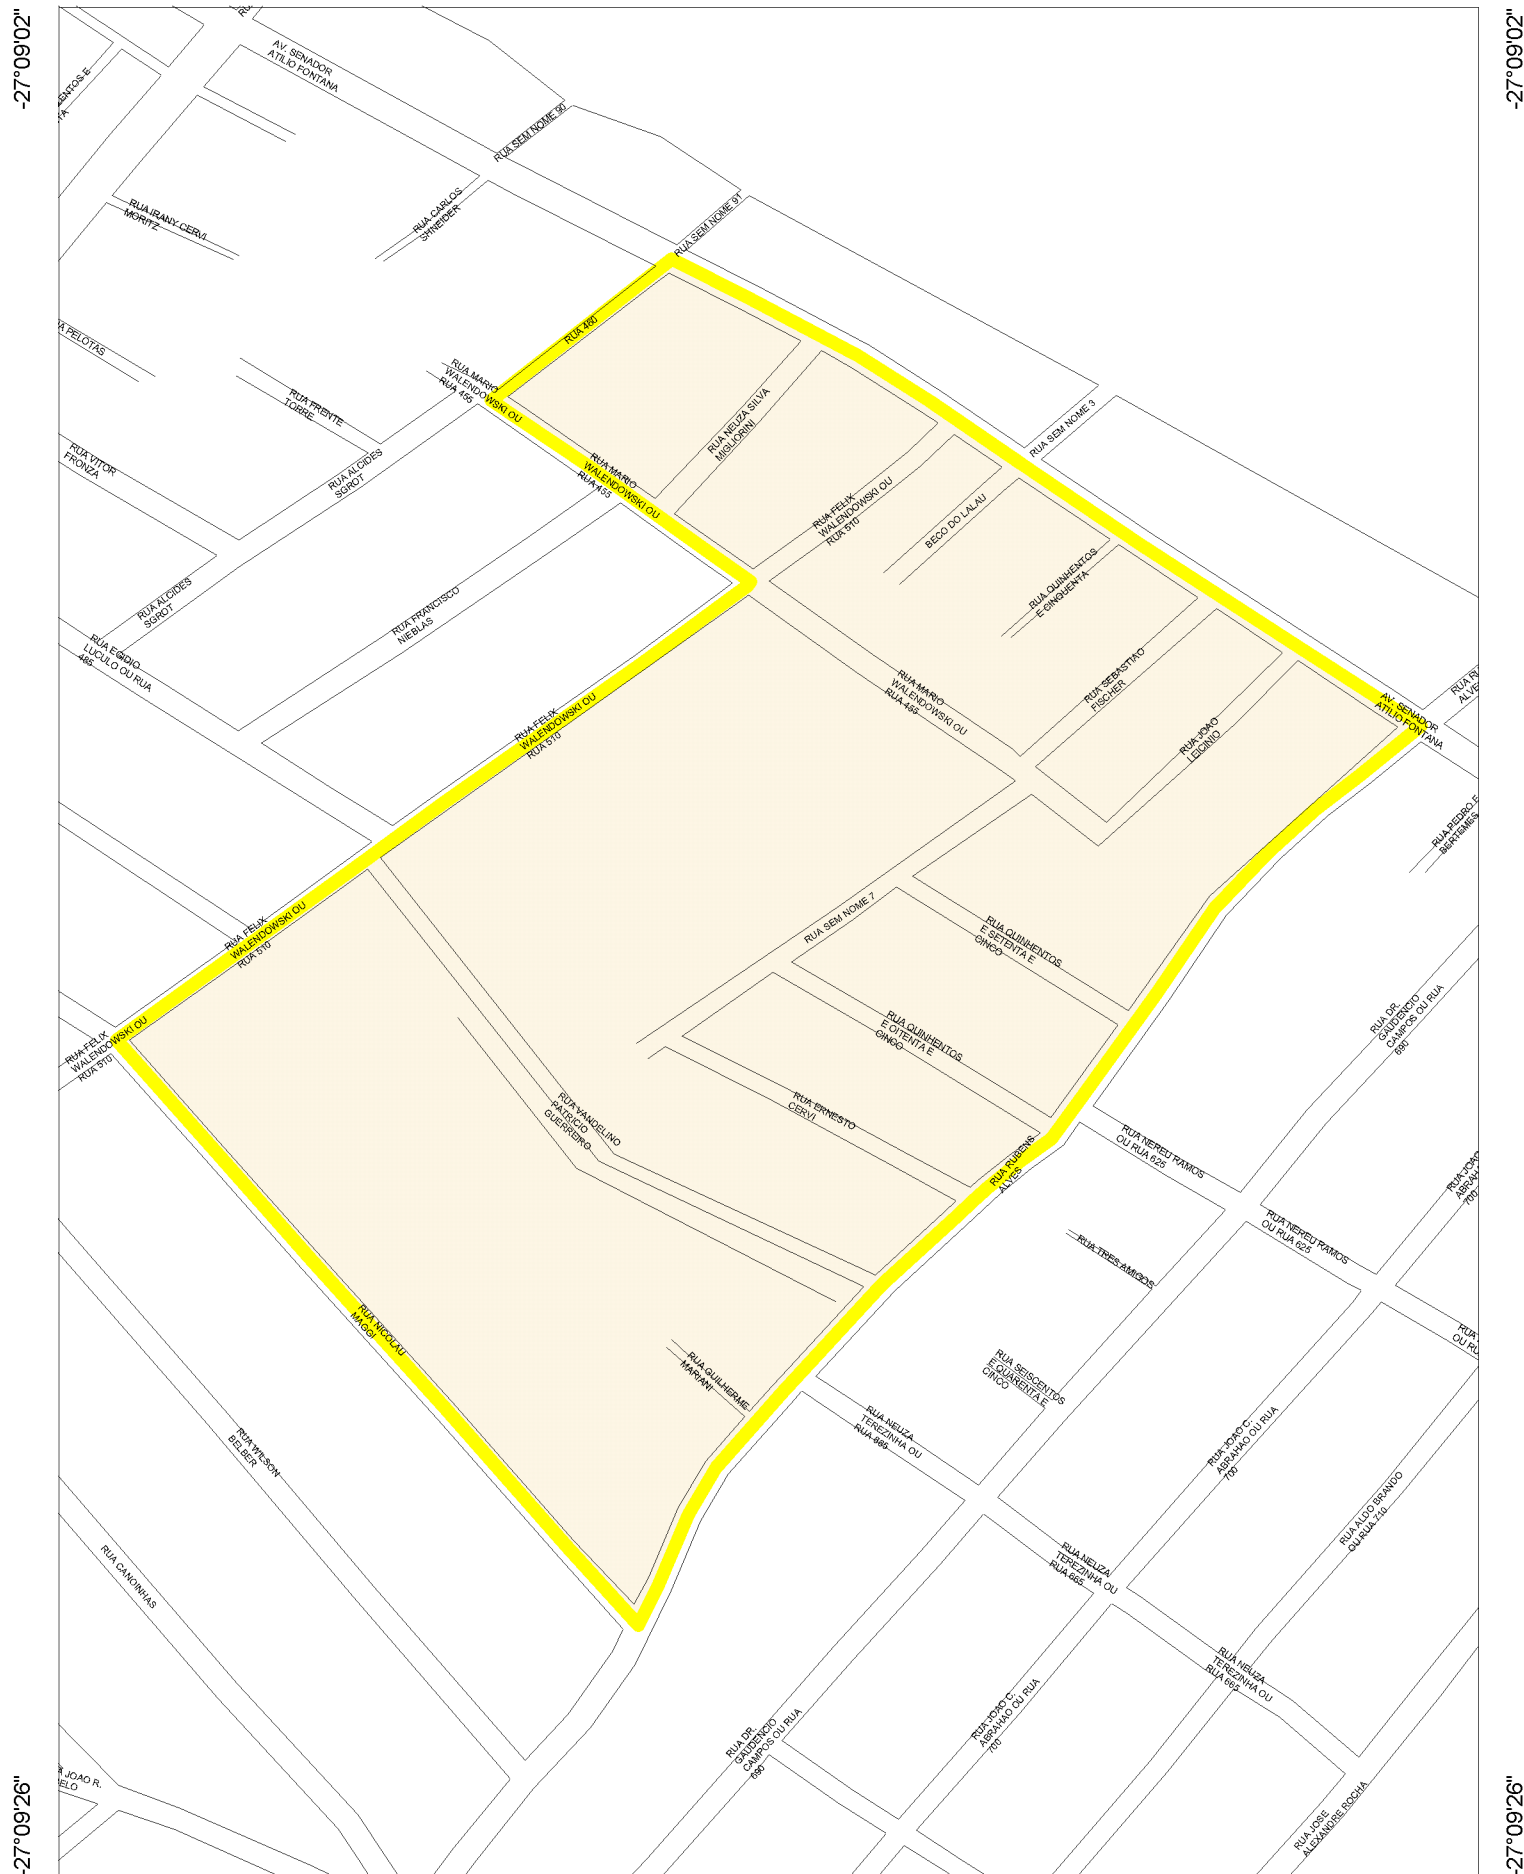 -27°09'02"
-27°09'02"
AV. SENADOR
ATILIO FONTANA
RUA SEM NOME 90
RUA IRANY CERVI
MORITZ
RUA CARLOS
SHNEIDER
RUA SEM NOME 91
RUA 460
PELOTAS
RUA FRENTE
TORRE
RUA MARIO
WALENDOWSKI OU
RUA 455
RUA NEUZA SILVA
MIGLIORINI
RUA SEM NOME 3
RUA VITOR
FRONZA
RUA ALCIDES
SGROT
RUA MARIO
WALENDOWSKI OU
RUA 455
RUA FELIX
WALENDOWSKI OU
RUA 510
BECO DO LALAU
RUA QUINHENTOS
E CINQUENTA
RUA ALCIDES
SGROT
RUA FRANCISCO
NIEBLAS
RUA EGIDIO
LUCULO OU RUA
485
RUA MARIO
WALENDOWSKI OU
RUA 455
RUA SEBASTIAO
FISCHER
RUA JOAO
LEICINIO
AV. SENADOR
ATILIO FONTANA
RUA FELIX
WALENDOWSKI OU
RUA 510
RUA PEDRO E
BERTEMES
RUA SEM NOME 7
RUA QUINHENTOS
E SETENTA E
CINCO
RUA FELIX
WALENDOWSKI OU
RUA 510
RUA QUINHENTOS
E OITENTA E
CINCO
RUA DR.
GAUDENCIO
CAMPOS OU RUA
690
RUA FELIX
WALENDOWSKI OU
RUA 510
RUA VANDELINO
PATRICIO
GUERREIRO
RUA ERNESTO
CERVI
RUA RUBENS
ALVES
RUA NEREU RAMOS
OU RUA 625
RUA JOAO
700
RUA NEREU RAMOS
OU RUA 625
RUA TRES AMIGOS
RUA NICOLAU
MAGGI
RUA GUILHERME
MARIANI
RUA SEISCENTOS
E QUARENTA E
CINCO
RUA NEUZA
TEREZINHA OU
RUA 665
RUA JOAO C.
ABRAHAO OU RUA
700
RUA WILSON
BELBER
RUA ALDO BRANDO
OU RUA 710
RUA CANOINHAS
RUA NEUZA
TEREZINHA OU
RUA 665
RUA NEUZA
TEREZINHA OU
RUA 665
RUA JOAO C.
ABRAHAO OU RUA
700
RUA DR.
GAUDENCIO
CAMPOS OU RUA
690
JOAO R.
RUA JOSE
ALEXANDRE ROCHA
-27°09'26"
-27°09'26"